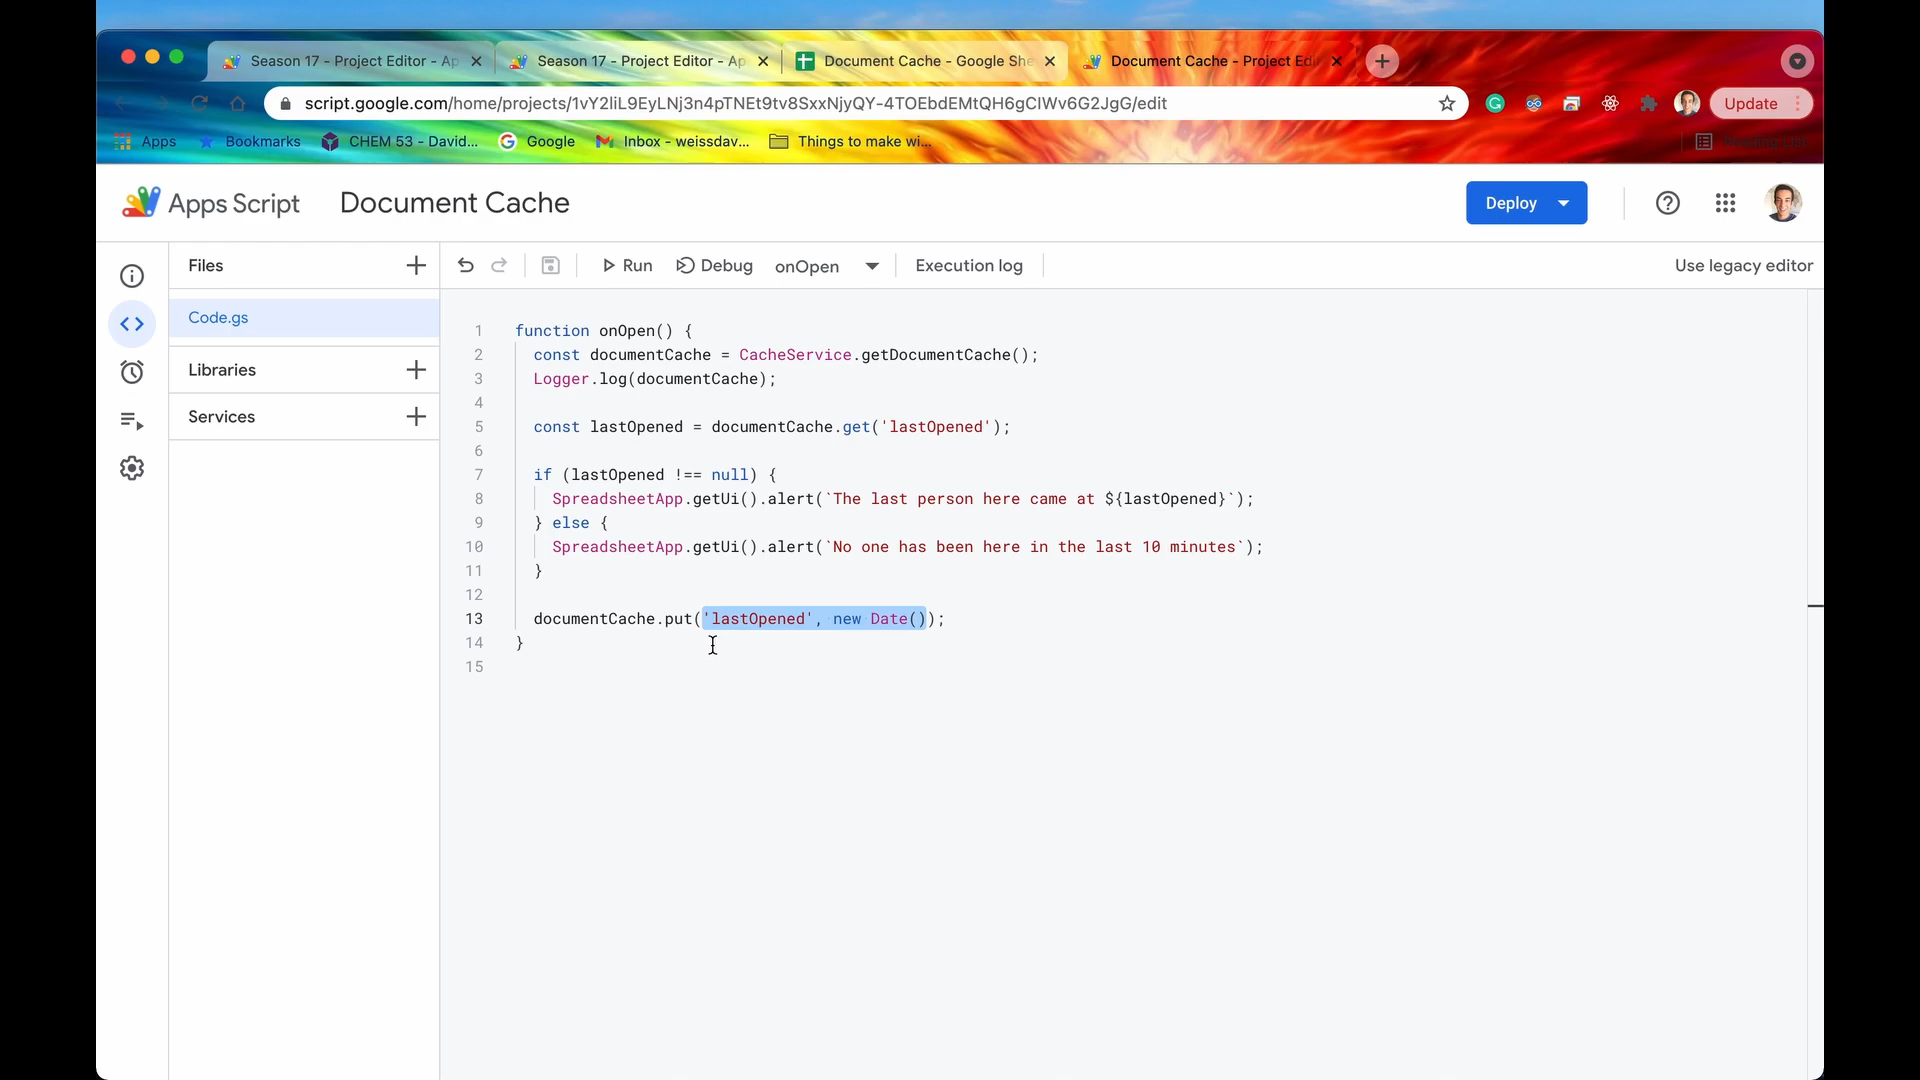 Season 17 - Project Editor - Ap
Season 17 - Project Editor - Ap
Document Cache - Google She
Document Cache - Project Edi
script.google.com/home/projects/1vY2liL9EyLNj3n4pTNEt9tv8SxxNjyQY-4TOEbdEMtQH6gCIWv6G2JgG/edit
Update
Apps
Bookmarks
CHEM 53 - David...
Google
Inbox - weissdav...
Things to make wi...
Reading List
Apps Script
Document Cache
Deploy
Files
Run
Debug
onOpen
Execution log
Use legacy editor
Code.gs
Libraries
Services
1 function onOpen() {
2 const documentCache = CacheService.getDocumentCache();
3 Logger.log(documentCache);
4
5 const lastOpened = documentCache.get('lastOpened');
6
7 if (lastOpened !== null) {
8 SpreadsheetApp.getUi().alert(`The last person here came at ${lastOpened}`);
9 } else {
10 SpreadsheetApp.getUi().alert(`No one has been here in the last 10 minutes`);
11 }
12
13 documentCache.put('lastOpened', new Date());
14 }
15